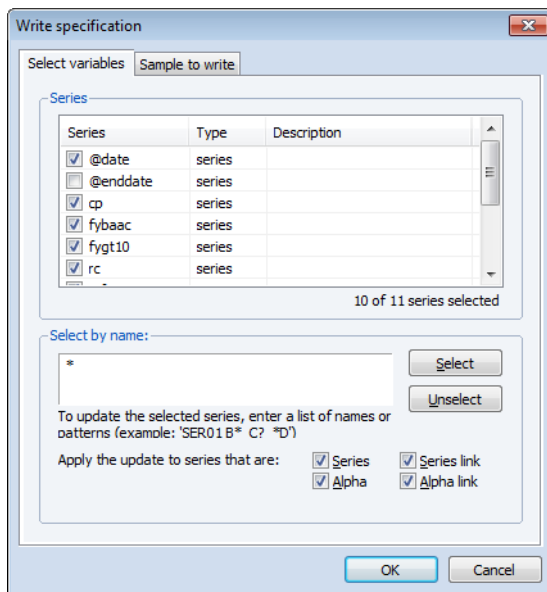 Write specification
Select variables
Sample to write
Series
Series Type Description
@date series
@enddate series
cp series
fybaac series
fygt10 series
rc series
10 of 11 series selected
Select by name:
*
Select
Unselect
To update the selected series, enter a list of names or
patterns (example: 'SER01 B* C? *D')
Apply the update to series that are:
Series Series link
Alpha Alpha link
OK Cancel